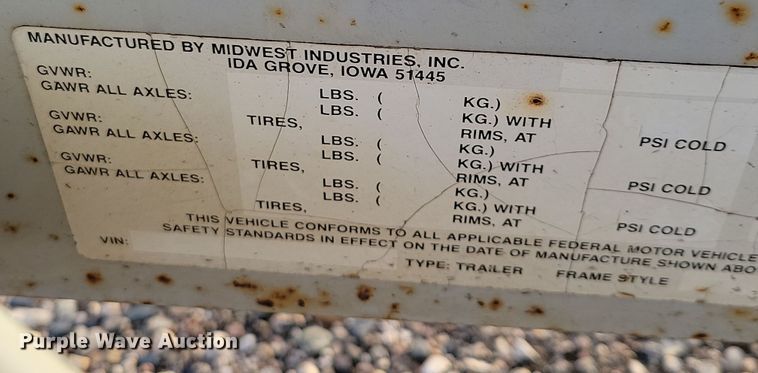 MANUFACTURED BY MIDWEST INDUSTRIES, INC.
IDA GROVE, IOWA 51445
GVWR: LBS. ( KG.)
GAWR ALL AXLES: LBS. ( KG.) WITH
TIRES, RIMS, AT PSI COLD
GVWR: LBS. ( KG.)
GAWR ALL AXLES: LBS. ( KG.) WITH
TIRES, RIMS, AT PSI COLD
GVWR: LBS. ( KG.)
GAWR ALL AXLES: LBS. ( KG.) WITH
TIRES, RIMS, AT PSI COLD
THIS VEHICLE CONFORMS TO ALL APPLICABLE FEDERAL MOTOR VEHICLE
SAFETY STANDARDS IN EFFECT ON THE DATE OF MANUFACTURE SHOWN ABO
VIN: TYPE: TRAILER FRAME STYLE
Purple Wave Auction